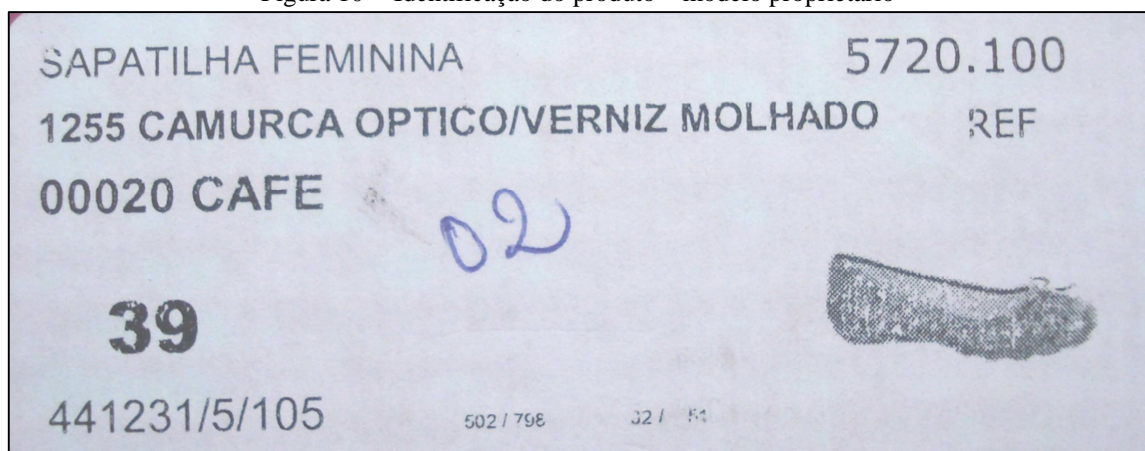 SAPATILHA FEMININA 5720.100
1255 CAMURCA OPTICO/VERNIZ MOLHADO REF
00020 CAFE
02
39
441231/5/105 502 / 798 32 /